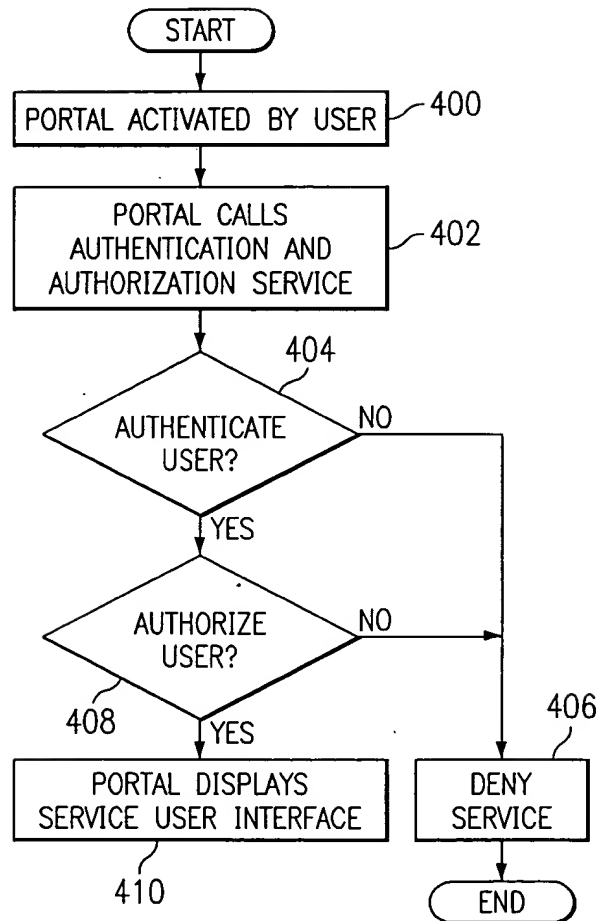 START
PORTAL ACTIVATED BY USER
400
PORTAL CALLS
AUTHENTICATION AND
AUTHORIZATION SERVICE
402
404
AUTHENTICATE
USER?
NO
YES
AUTHORIZE
USER?
NO
408
YES
406
PORTAL DISPLAYS
SERVICE USER INTERFACE
DENY
SERVICE
410
END